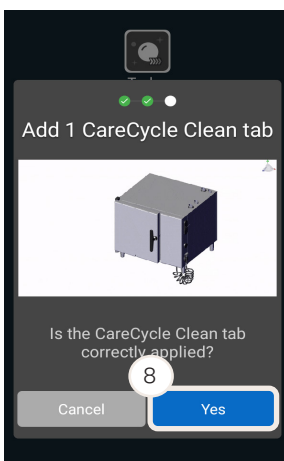 Add 1 CareCycle Clean tab
Is the CareCycle Clean tab
correctly applied?
8
Cancel
Yes